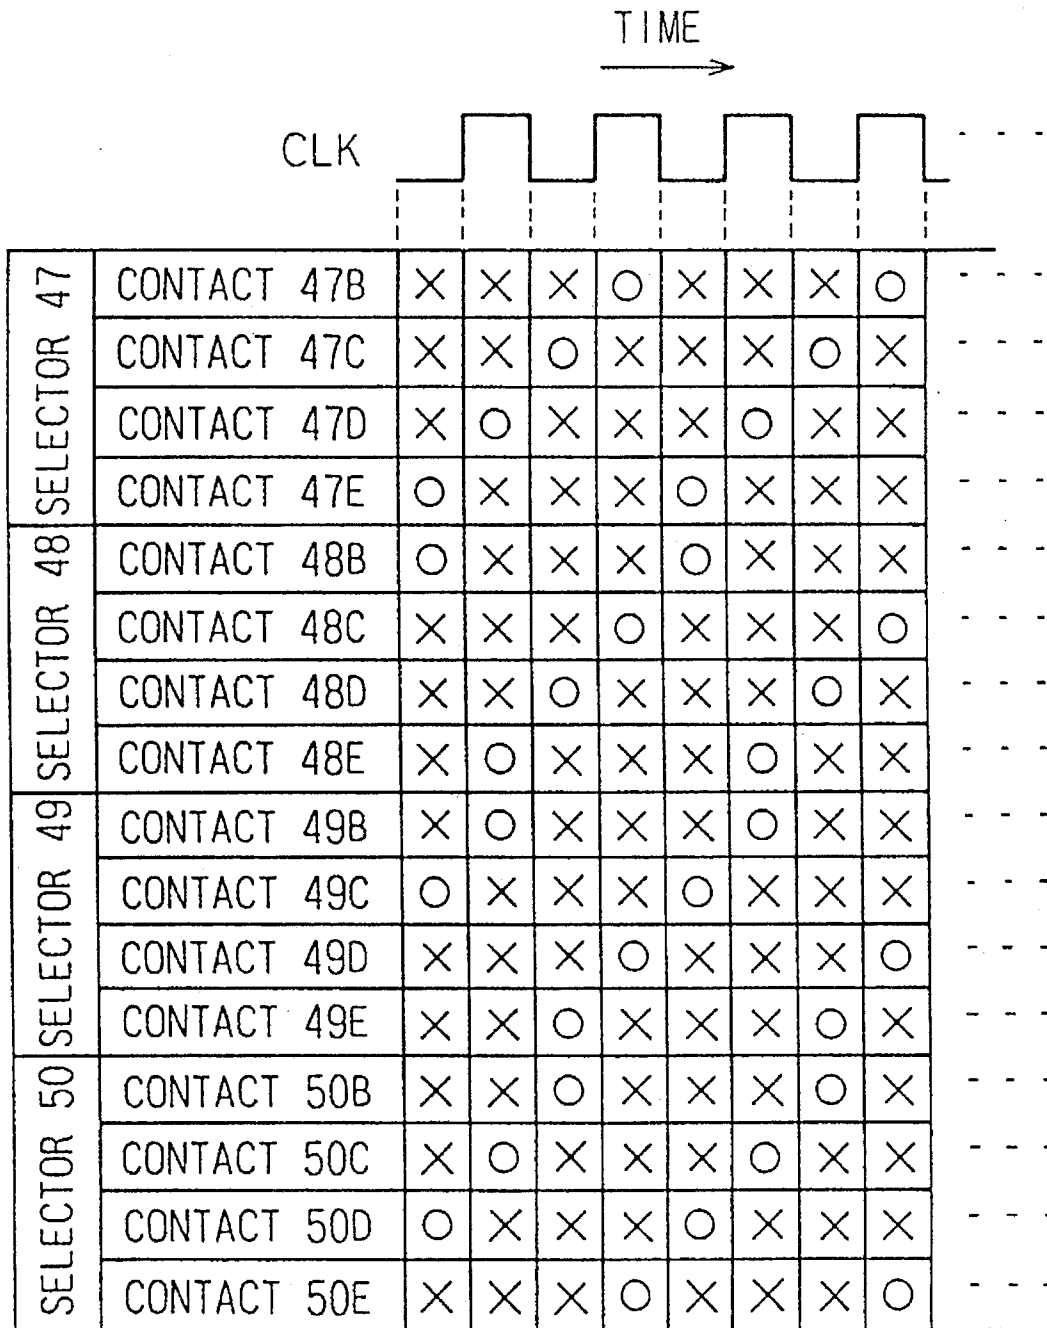 TIME
CLK
SELECTOR 47
CONTACT 47B × × × ○ × × × ○
CONTACT 47C × × ○ × × × ○ ×
CONTACT 47D × ○ × × × ○ × ×
CONTACT 47E ○ × × × ○ × × ×
SELECTOR 48
CONTACT 48B ○ × × × ○ × × ×
CONTACT 48C × × × ○ × × × ○
CONTACT 48D × × ○ × × × ○ ×
CONTACT 48E × ○ × × × ○ × ×
SELECTOR 49
CONTACT 49B × ○ × × × ○ × ×
CONTACT 49C ○ × × × ○ × × ×
CONTACT 49D × × × ○ × × × ○
CONTACT 49E × × ○ × × × ○ ×
SELECTOR 50
CONTACT 50B × × ○ × × × ○ ×
CONTACT 50C × ○ × × × ○ × ×
CONTACT 50D ○ × × × ○ × × ×
CONTACT 50E × × × ○ × × × ○